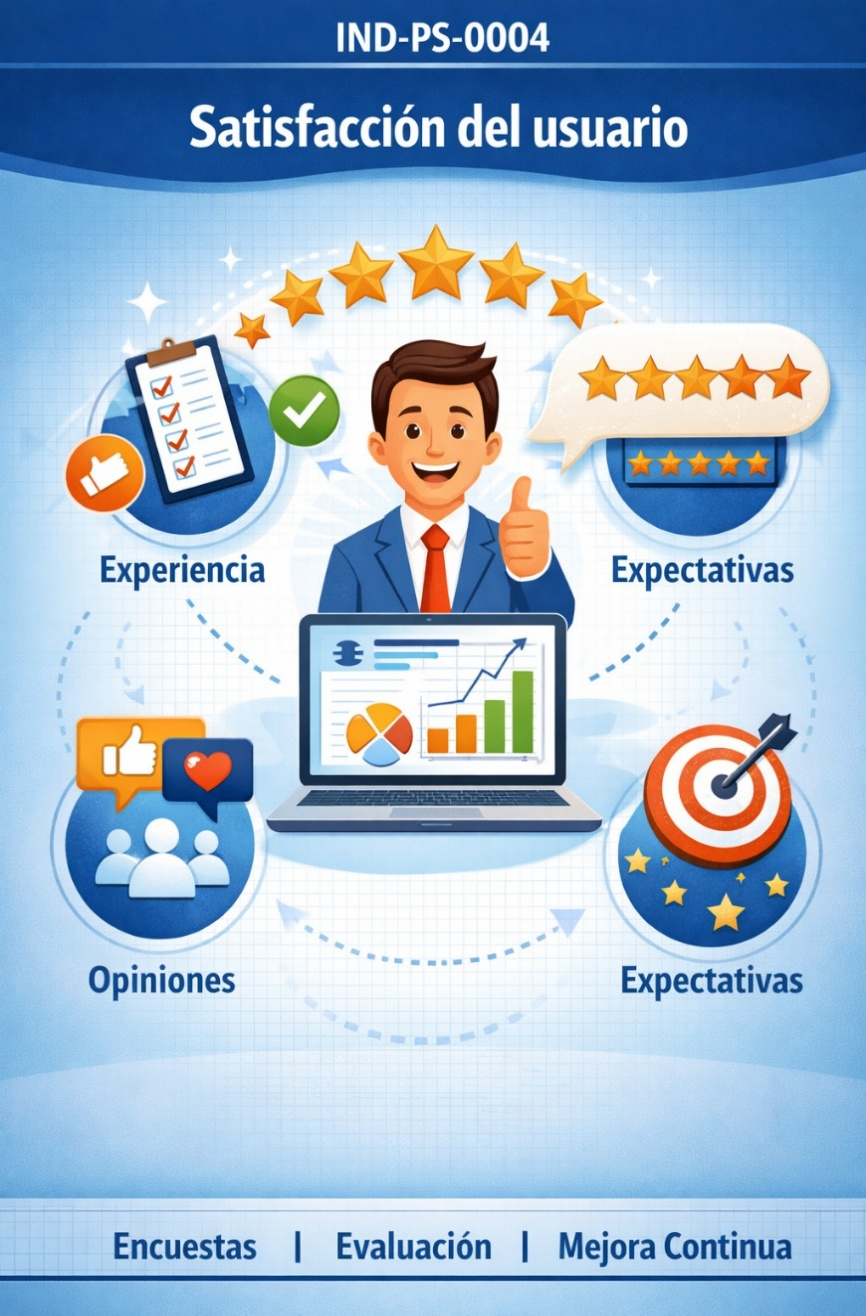 IND-PS-0004
Satisfacción del usuario
Experiencia
Expectativas
Opiniones
Expectativas
Encuestas | Evaluación | Mejora Continua